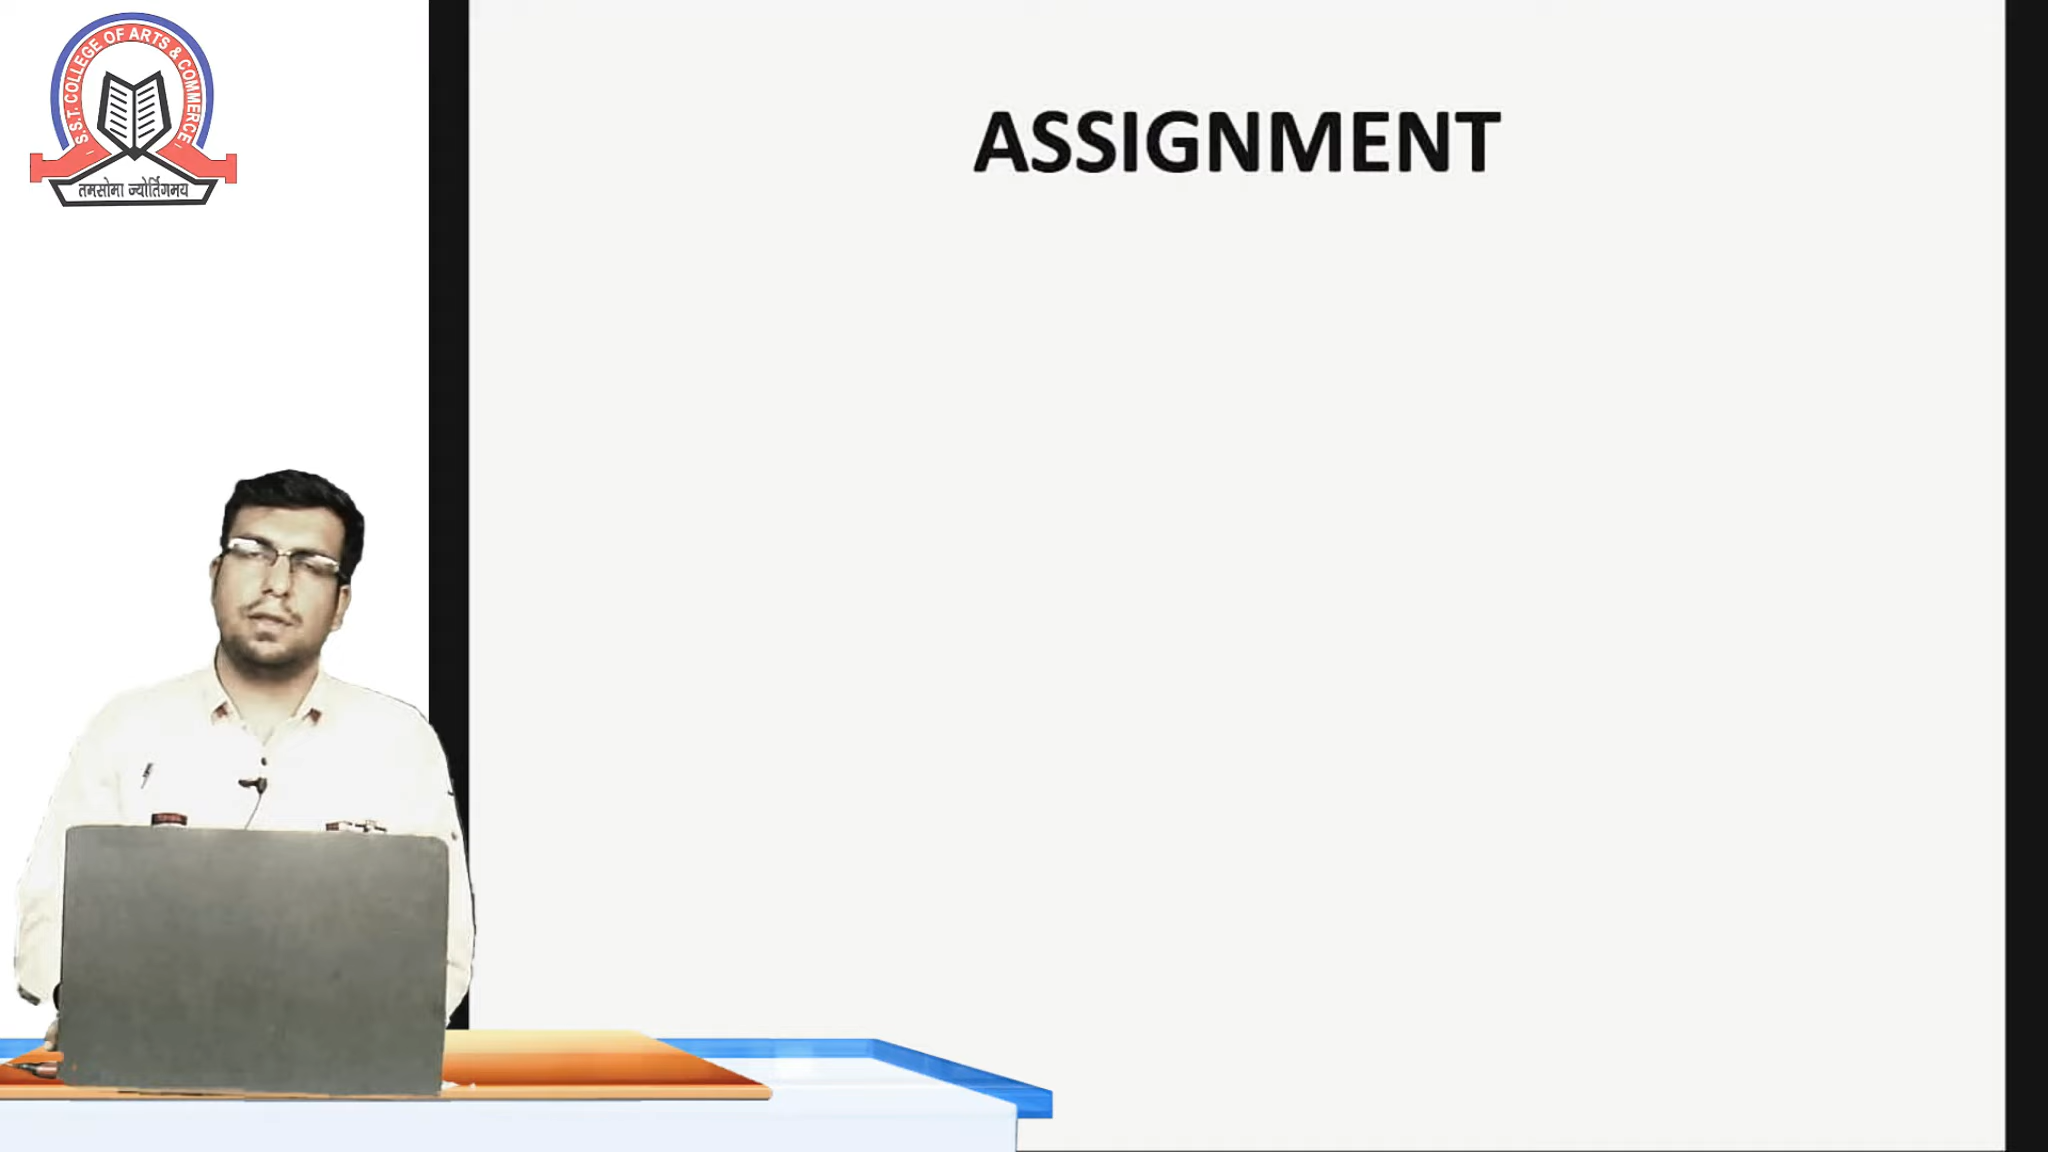 S.S.T. COLLEGE OF ARTS & COMMERCE
तमसोमा ज्योर्तिगमय
ASSIGNMENT